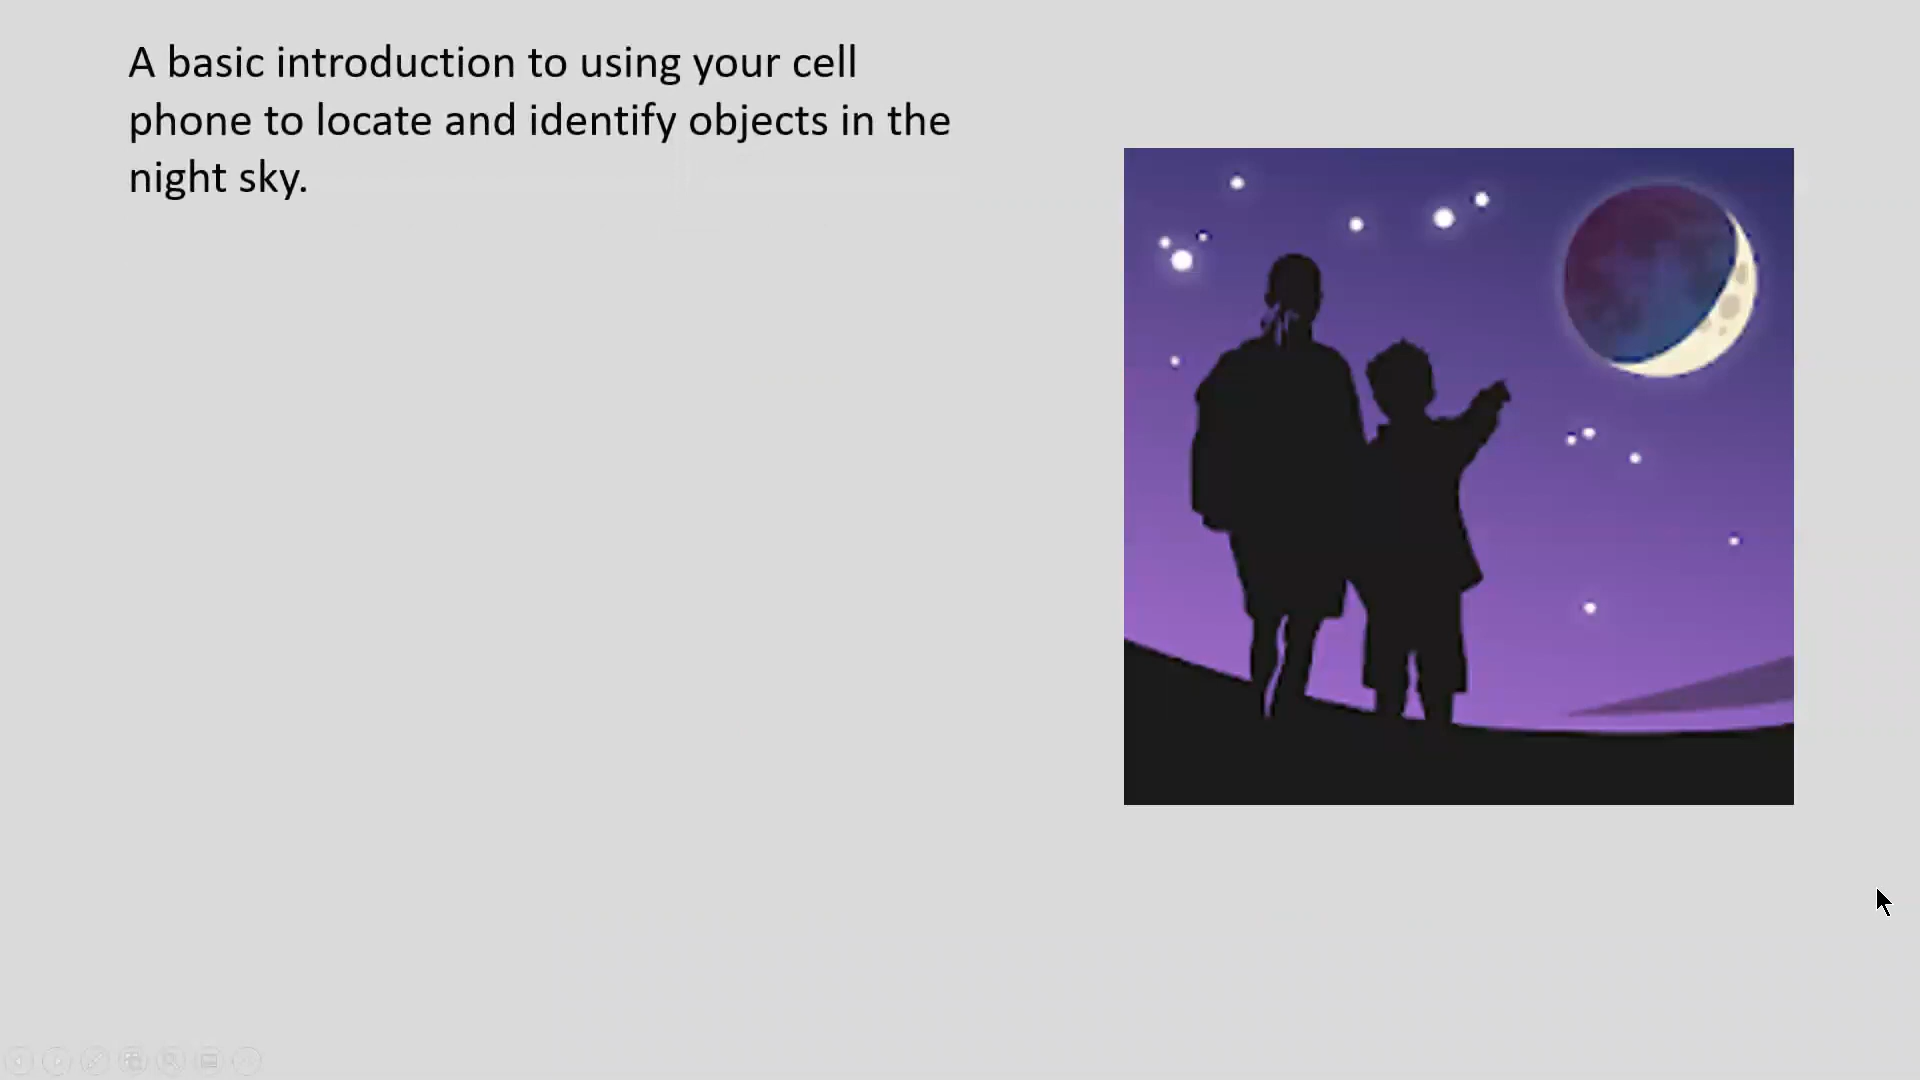 A basic introduction to using your cell
phone to locate and identify objects in the
night sky.